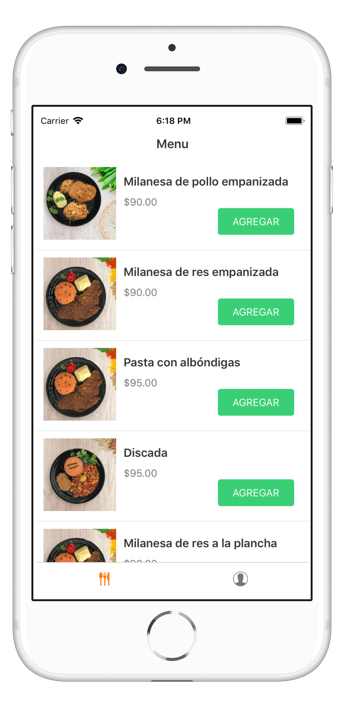 Carrier 6:18 PM
Menu
Milanesa de pollo empanizada
$90.00
AGREGAR
Milanesa de res empanizada
$90.00
AGREGAR
Pasta con albóndigas
$95.00
AGREGAR
Discada
$95.00
AGREGAR
Milanesa de res a la plancha